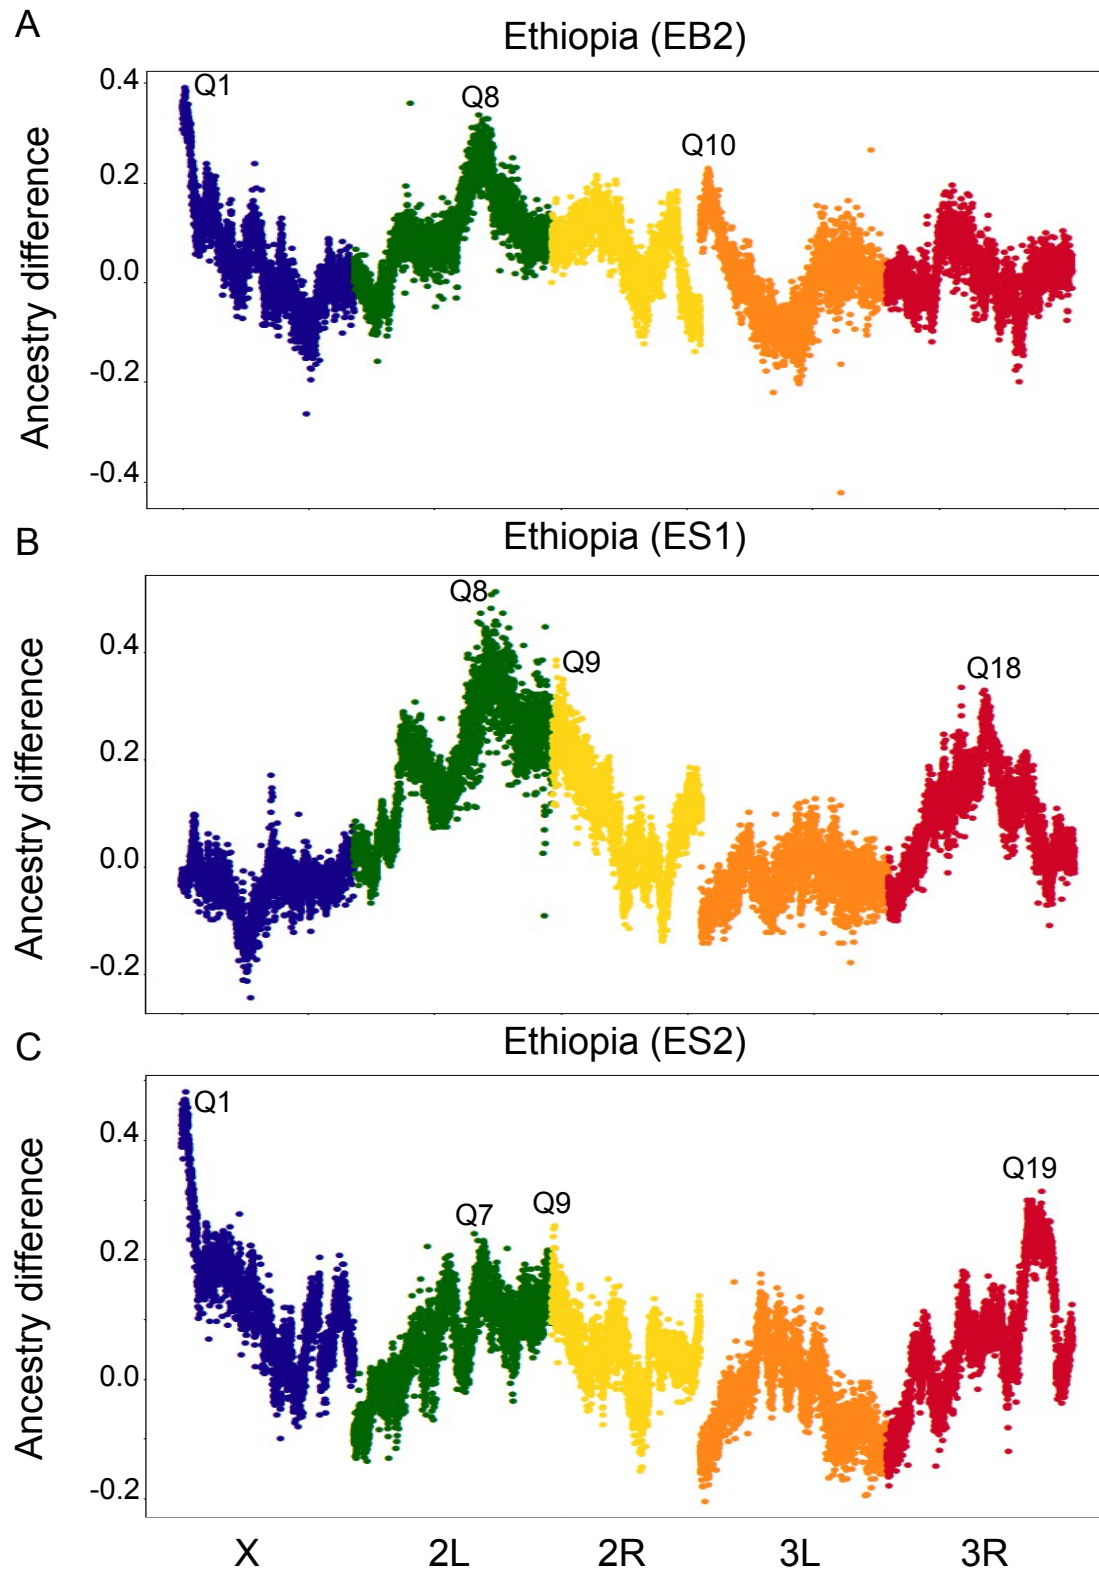 A
Ethiopia (EB2)
Ancestry difference
0.4
0.2
0.0
-0.2
-0.4
Q1
Q8
Q10
B
Ethiopia (ES1)
Ancestry difference
0.4
0.2
0.0
-0.2
Q8
Q9
Q18
C
Ethiopia (ES2)
Ancestry difference
0.4
0.2
0.0
-0.2
Q1
Q7
Q9
Q19
X 2L 2R 3L 3R